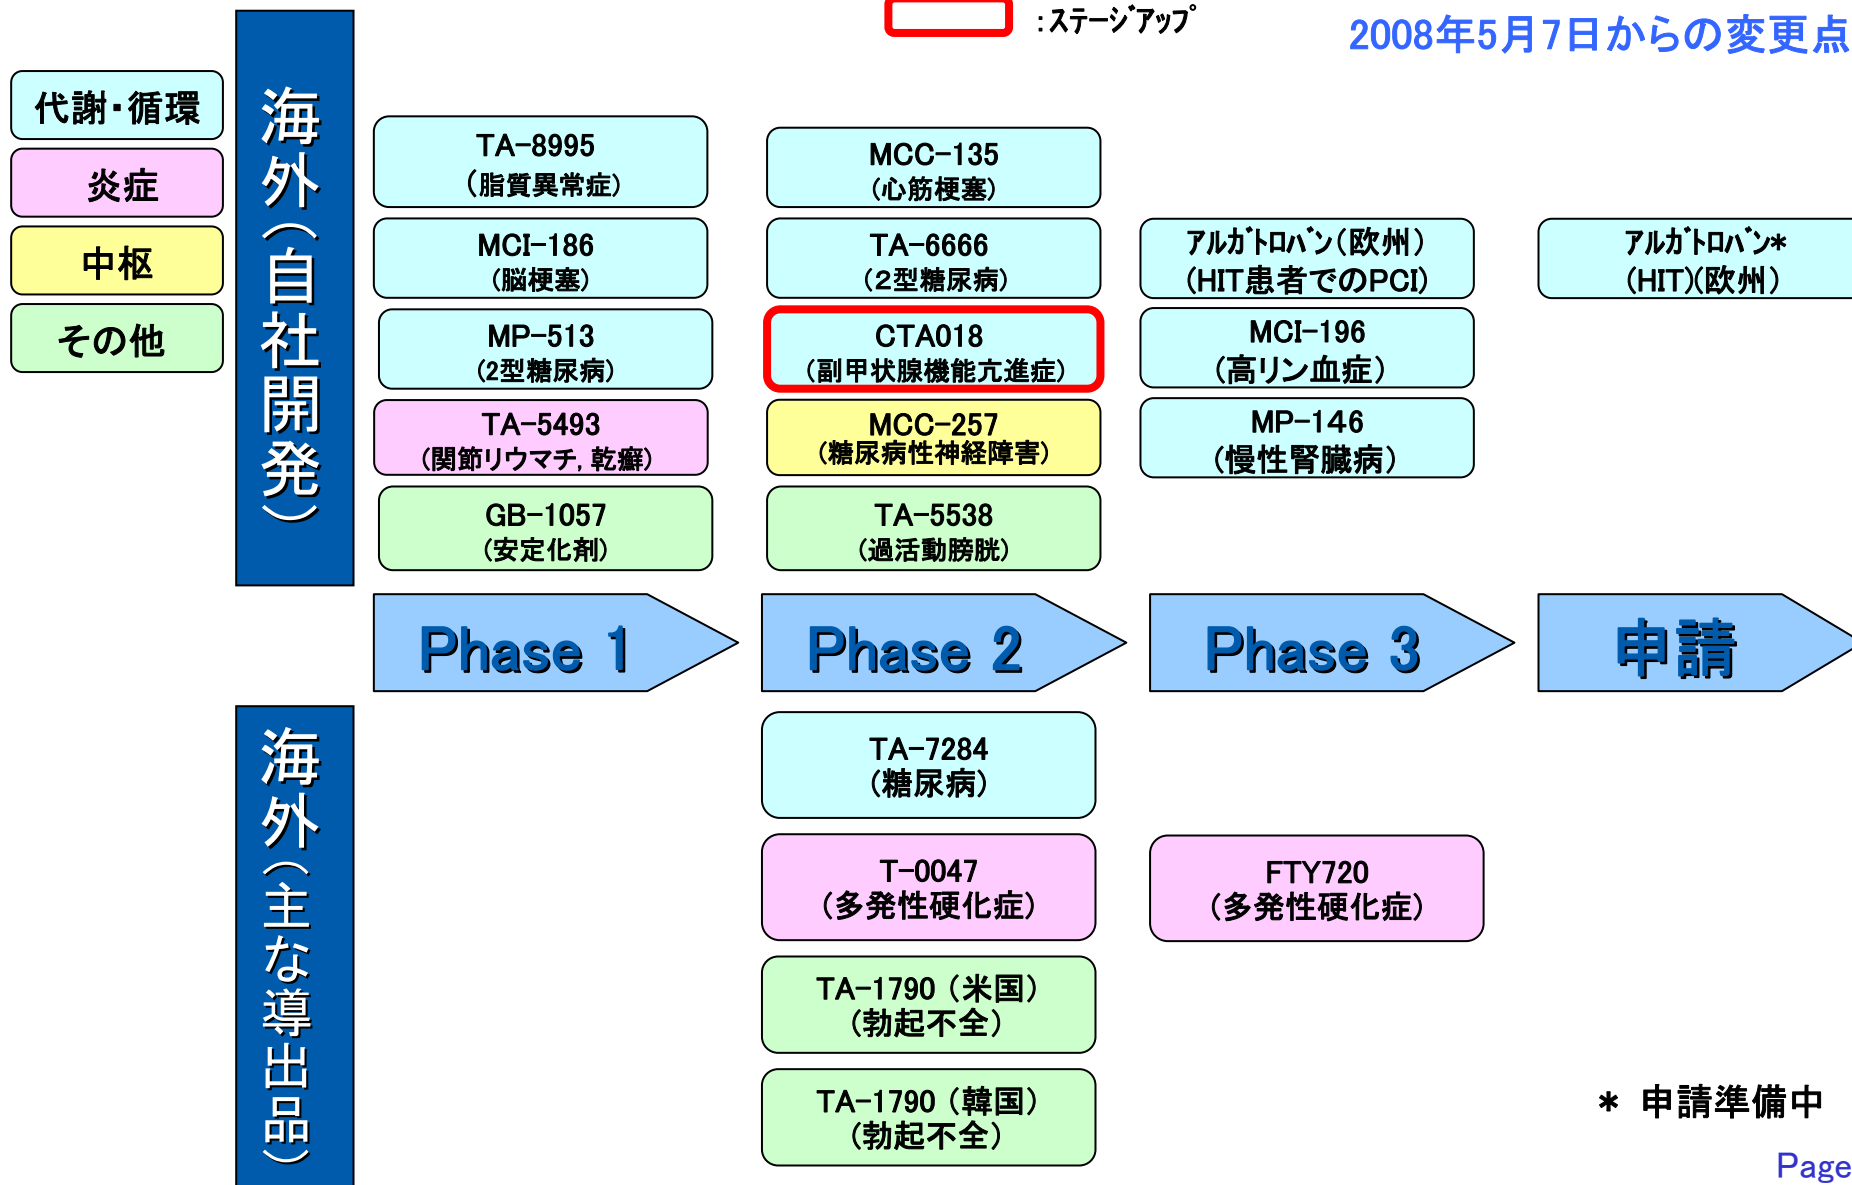 :ステージアップ
2008年5月7日からの変更点
代謝・循環
炎症
中枢
その他
海外(自社開発)
TA-8995
(脂質異常症)
MCI-186
(脳梗塞)
MP-513
(2型糖尿病)
TA-5493
(関節リウマチ, 乾癬)
GB-1057
(安定化剤)
MCC-135
(心筋梗塞)
TA-6666
(2型糖尿病)
CTA018
(副甲状腺機能亢進症)
MCC-257
(糖尿病性神経障害)
TA-5538
(過活動膀胱)
アルガトロバン(欧州)
(HIT患者でのPCI)
MCI-196
(高リン血症)
MP-146
(慢性腎臓病)
アルガトロバン*
(HIT)(欧州)
Phase 1
Phase 2
Phase 3
申請
海外(主な導出品)
TA-7284
(糖尿病)
T-0047
(多発性硬化症)
TA-1790 (米国)
(勃起不全)
TA-1790 (韓国)
(勃起不全)
FTY720
(多発性硬化症)
* 申請準備中
Page